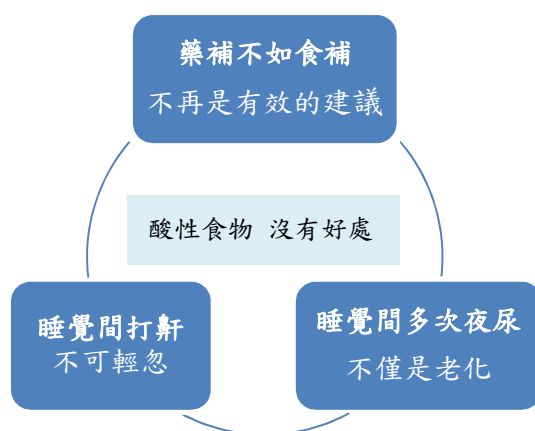 藥補不如食補
不再是有效的建議
酸性食物 沒有好處
睡覺間打鼾
不可輕忽
睡覺間多次夜尿
不僅是老化